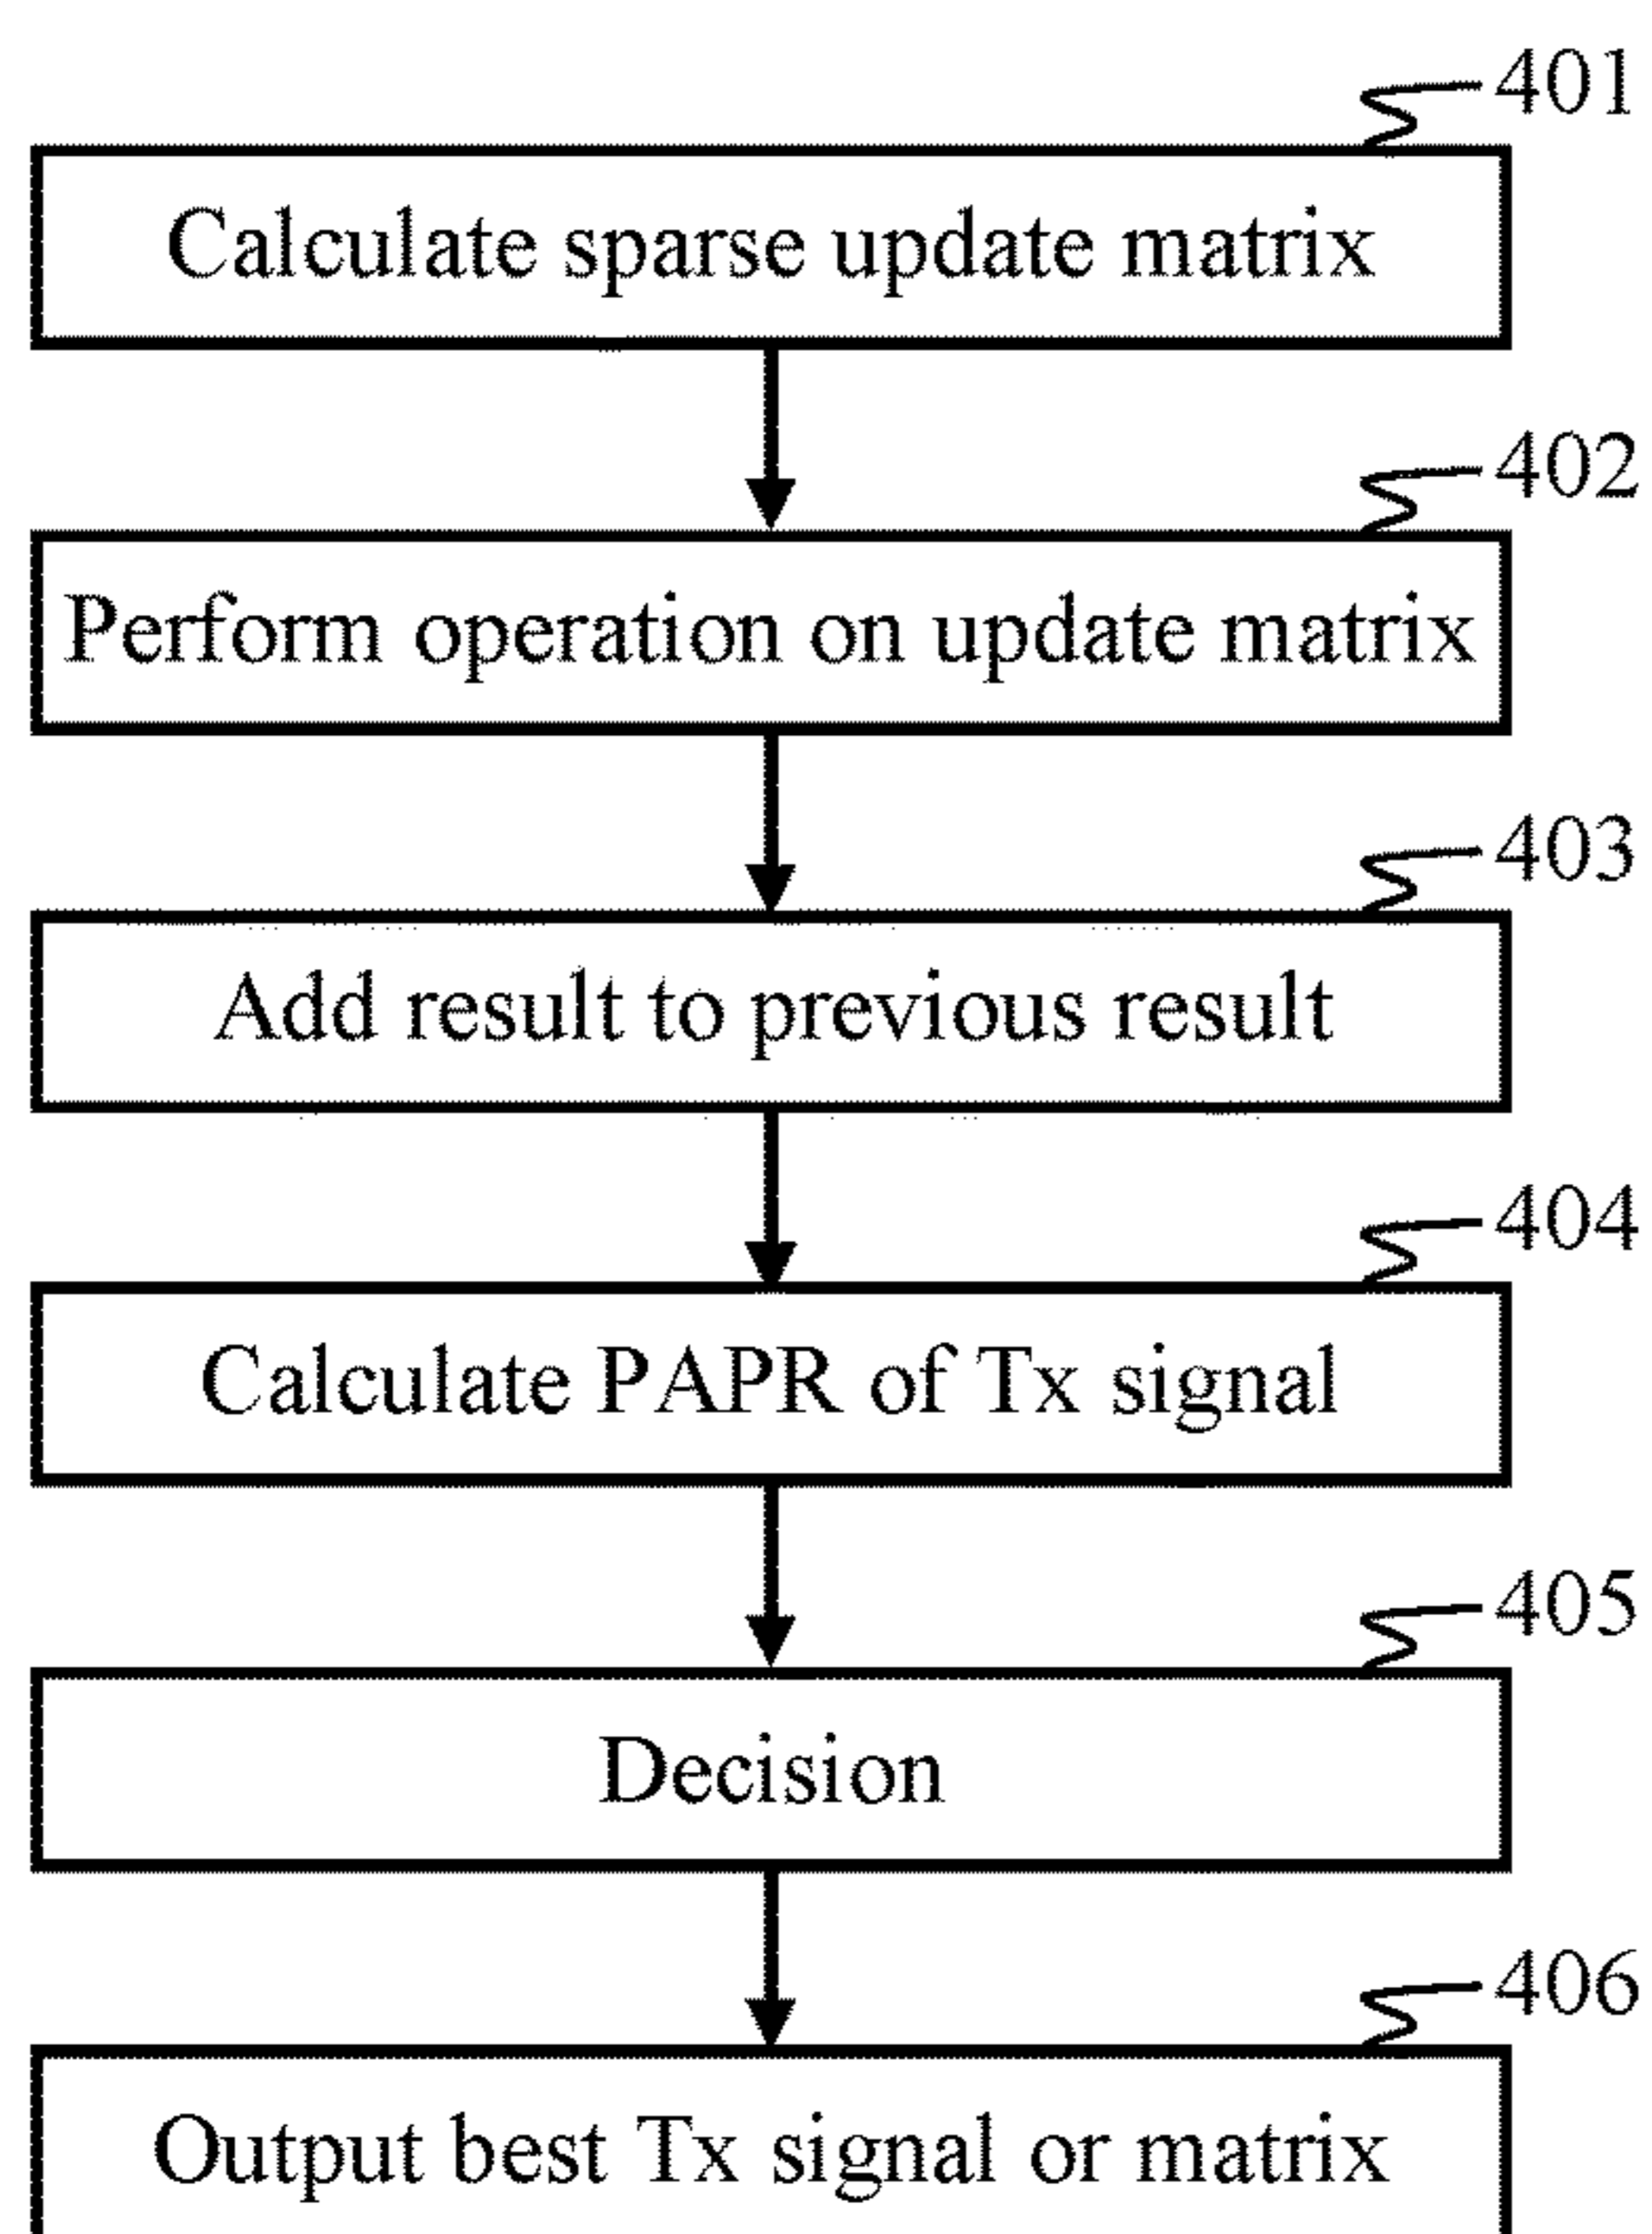 401
Calculate sparse update matrix
402
Perform operation on update matrix
403
Add result to previous result
404
Calculate PAPR of Tx signal
405
Decision
406
Output best Tx signal or matrix